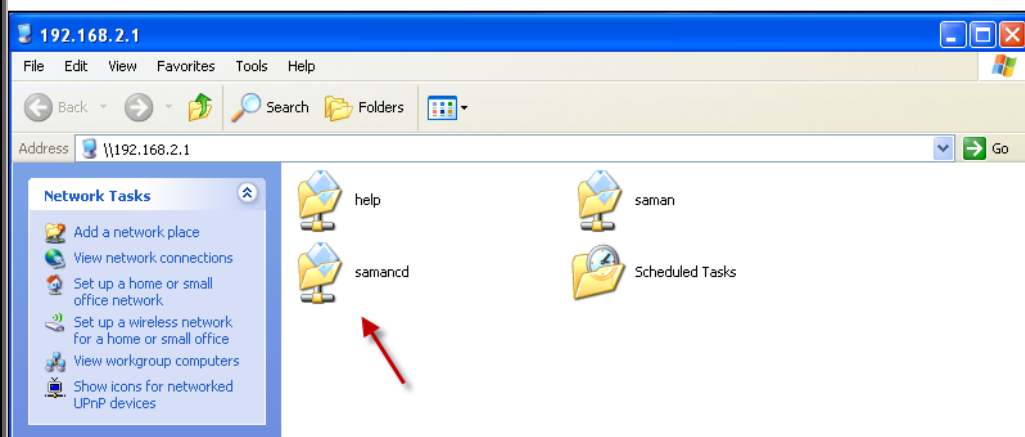 192.168.2.1
File Edit View Favorites Tools Help
Back Search Folders
Address \\192.168.2.1 Go
Network Tasks
Add a network place
View network connections
Set up a home or small
office network
Set up a wireless network
for a home or small office
View workgroup computers
Show icons for networked
UPnP devices
help saman
samancd Scheduled Tasks